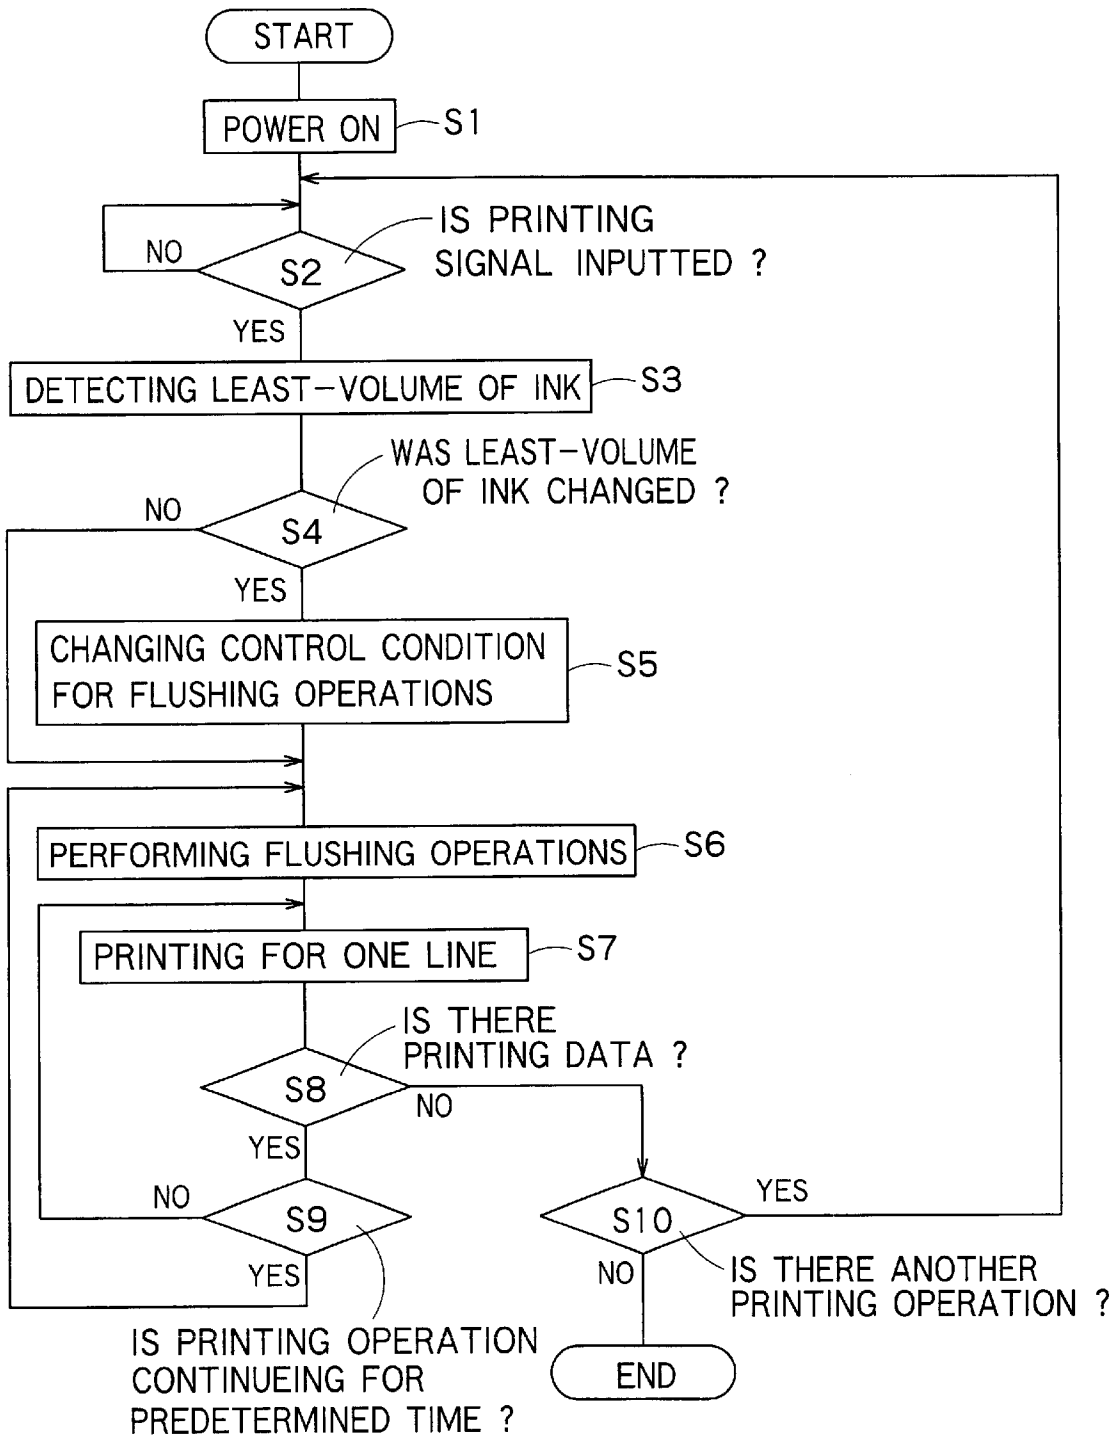 START
POWER ON
S1
IS PRINTING
SIGNAL INPUTTED ?
NO
S2
YES
DETECTING LEAST-VOLUME OF INK
S3
WAS LEAST-VOLUME
OF INK CHANGED ?
NO
S4
YES
CHANGING CONTROL CONDITION
FOR FLUSHING OPERATIONS
S5
PERFORMING FLUSHING OPERATIONS
S6
PRINTING FOR ONE LINE
S7
IS THERE
PRINTING DATA ?
S8
NO
YES
NO
S9
YES
IS PRINTING OPERATION
CONTINUEING FOR
PREDETERMINED TIME ?
S10
YES
NO
IS THERE ANOTHER
PRINTING OPERATION ?
END